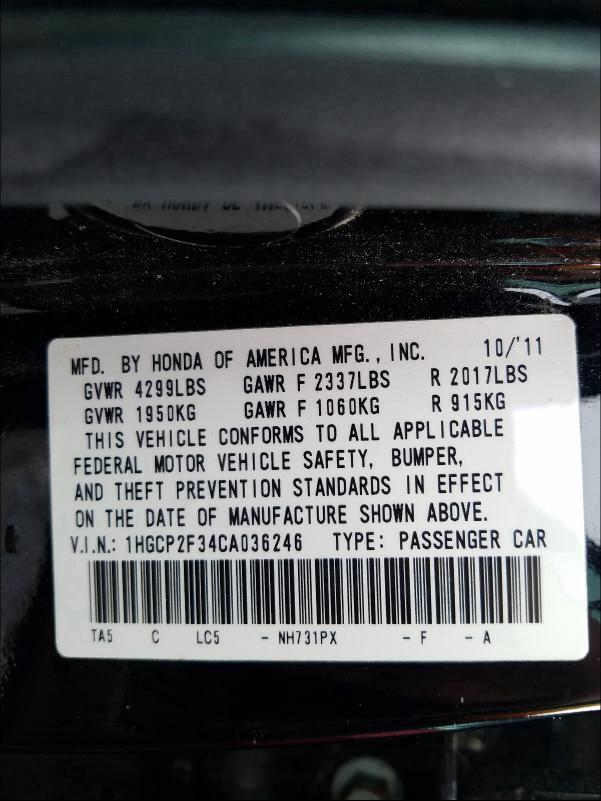 MFD. BY HONDA OF AMERICA MFG., INC. 10/'11
GVWR 4299LBS GAWR F 2337LBS R 2017LBS
GVWR 1950KG GAWR F 1060KG R 915KG
THIS VEHICLE CONFORMS TO ALL APPLICABLE
FEDERAL MOTOR VEHICLE SAFETY, BUMPER,
AND THEFT PREVENTION STANDARDS IN EFFECT
ON THE DATE OF MANUFACTURE SHOWN ABOVE.
V.I.N.: 1HGCP2F34CA036246 TYPE: PASSENGER CAR
TA5 C LC5 - NH731PX - F - A